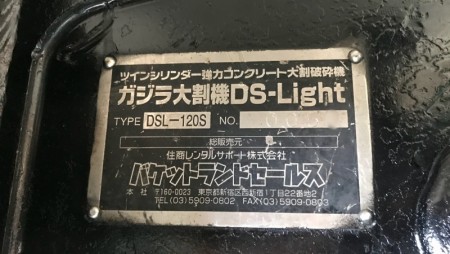 ツインシリンダー強力コンクリート大割破砕機
ガジラ大割機DS-Light
TYPE DSL-120S NO.
総販売元
住商レンタルサポート株式会社
バケットランドセールス
本社 〒160-0023 東京都新宿区西新宿1丁目22番地2
TEL(03)5909-0802, FAX(03)5909-0803